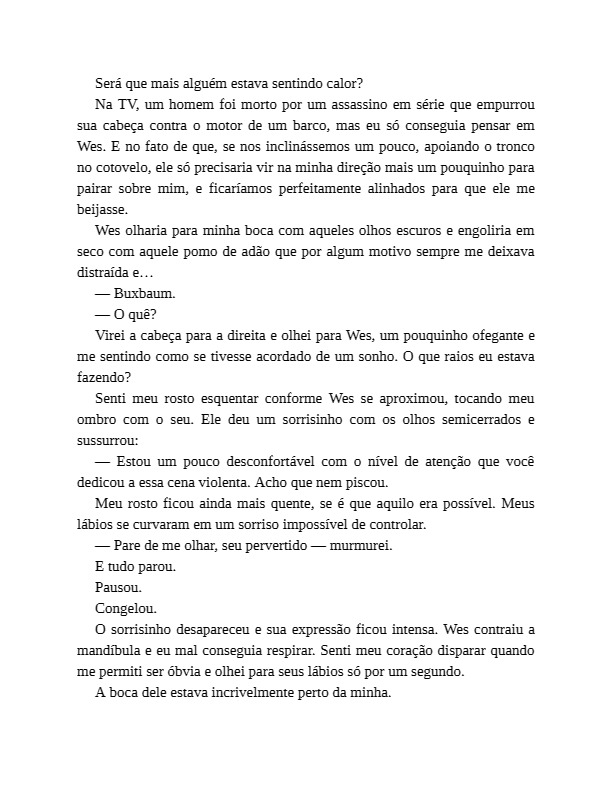 Será que mais alguém estava sentindo calor?
Na TV, um homem foi morto por um assassino em série que empurrou
sua cabeça contra o motor de um barco, mas eu só conseguia pensar em
Wes. E no fato de que, se nos inclinássemos um pouco, apoiando o tronco
no cotovelo, ele só precisaria vir na minha direção mais um pouquinho para
pairar sobre mim, e ficaríamos perfeitamente alinhados para que ele me
beijasse.
Wes olharia para minha boca com aqueles olhos escuros e engoliria em
seco com aquele pomo de adão que por algum motivo sempre me deixava
distraída e…
— Buxbaum.
— O quê?
Virei a cabeça para a direita e olhei para Wes, um pouquinho ofegante e
me sentindo como se tivesse acordado de um sonho. O que raios eu estava
fazendo?
Senti meu rosto esquentar conforme Wes se aproximou, tocando meu
ombro com o seu. Ele deu um sorrisinho com os olhos semicerrados e
sussurrou:
— Estou um pouco desconfortável com o nível de atenção que você
dedicou a essa cena violenta. Acho que nem piscou.
Meu rosto ficou ainda mais quente, se é que aquilo era possível. Meus
lábios se curvaram em um sorriso impossível de controlar.
— Pare de me olhar, seu pervertido — murmurei.
E tudo parou.
Pausou.
Congelou.
O sorrisinho desapareceu e sua expressão ficou intensa. Wes contraiu a
mandíbula e eu mal conseguia respirar. Senti meu coração disparar quando
me permiti ser óbvia e olhei para seus lábios só por um segundo.
A boca dele estava incrivelmente perto da minha.